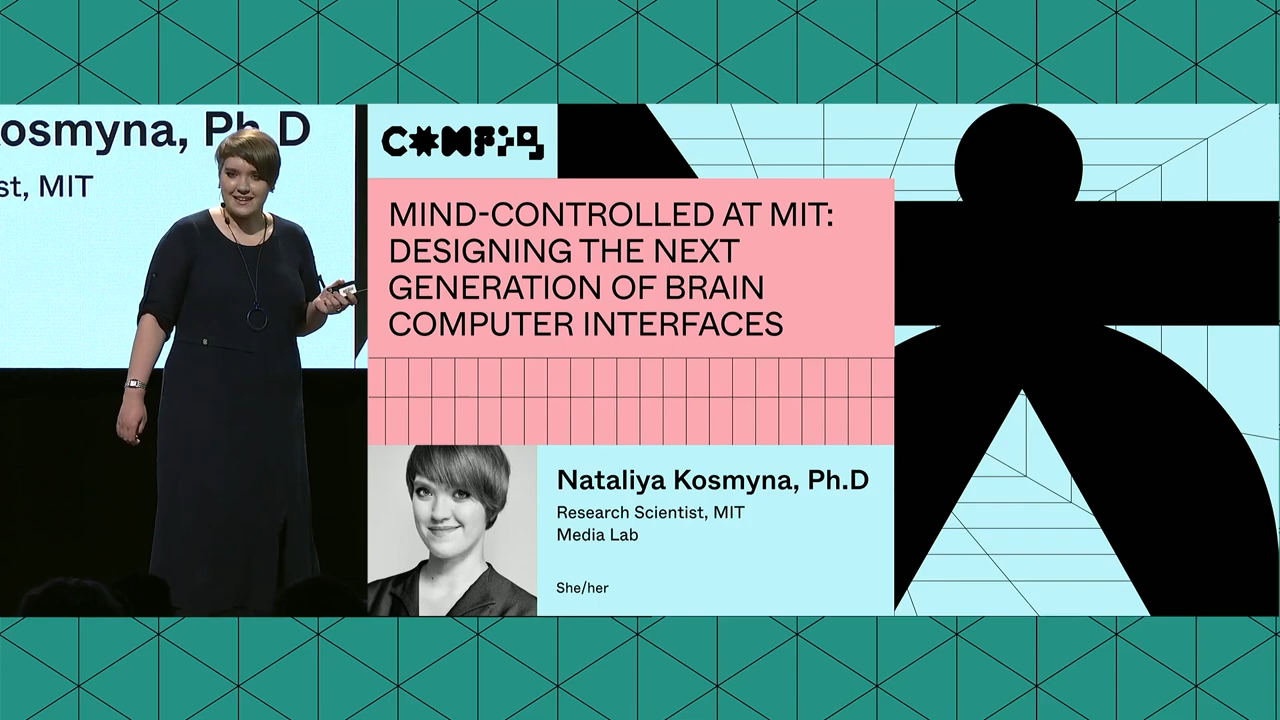 osmyna, Ph.D
st, MIT
CONFIG
MIND-CONTROLLED AT MIT:
DESIGNING THE NEXT
GENERATION OF BRAIN
COMPUTER INTERFACES
Nataliya Kosmyna, Ph.D
Research Scientist, MIT
Media Lab
She/her